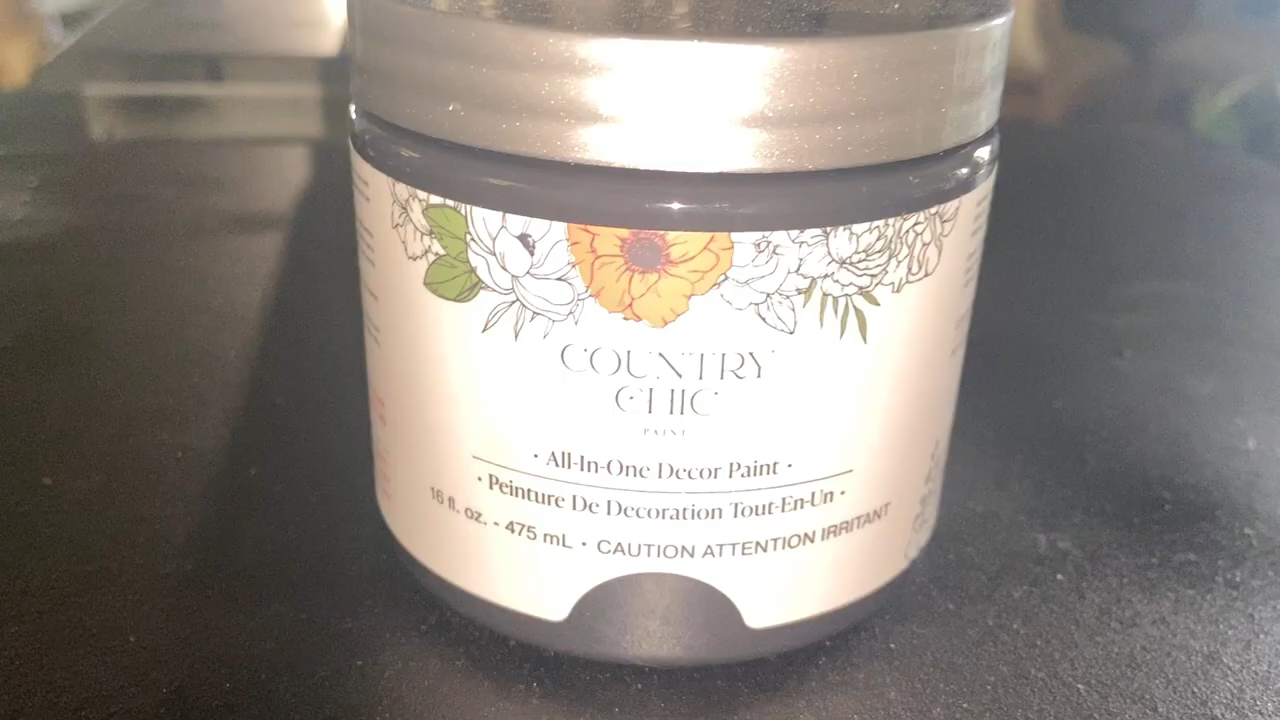 COUNTRY
CHIC
PAINT
· All-In-One Decor Paint ·
· Peinture De Decoration Tout-En-Un ·
16 fl. oz. - 475 mL · CAUTION ATTENTION IRRITANT